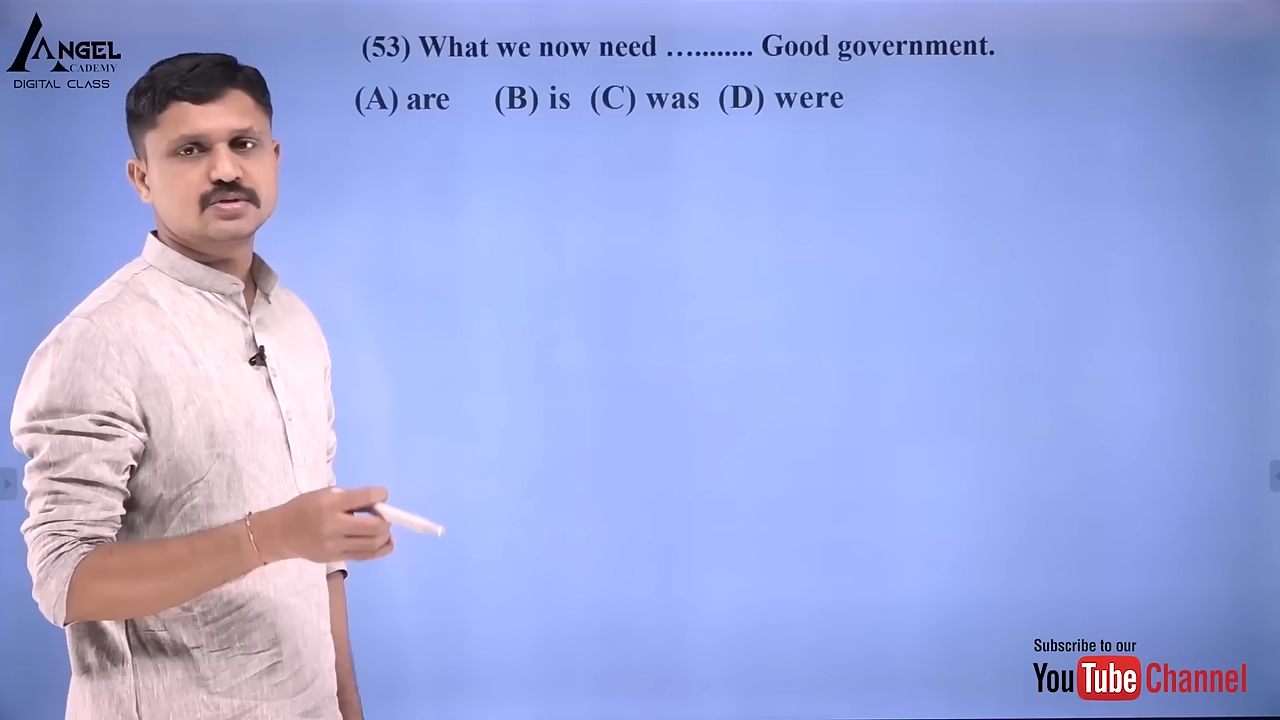 ANGEL
ACADEMY
DIGITAL CLASS
(53) What we now need …........ Good government.
(A) are (B) is (C) was (D) were
Subscribe to our
YouTube Channel